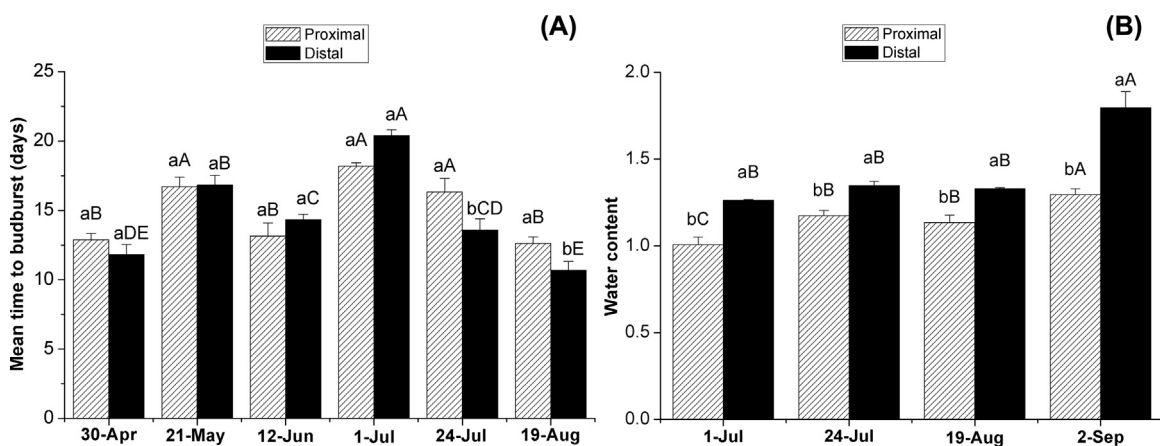 Proximal
Distal
(A)
Mean time to budburst (days)
25
20
15
10
5
0
aB
aDE
aA
aB
aB
aC
aA
aA
aA
bCD
aB
bE
30-Apr
21-May
12-Jun
1-Jul
24-Jul
19-Aug
Proximal
Distal
(B)
Water content
2.0
1.5
1.0
0.5
0.0
bC
aB
bB
aB
bB
aB
bA
aA
1-Jul
24-Jul
19-Aug
2-Sep